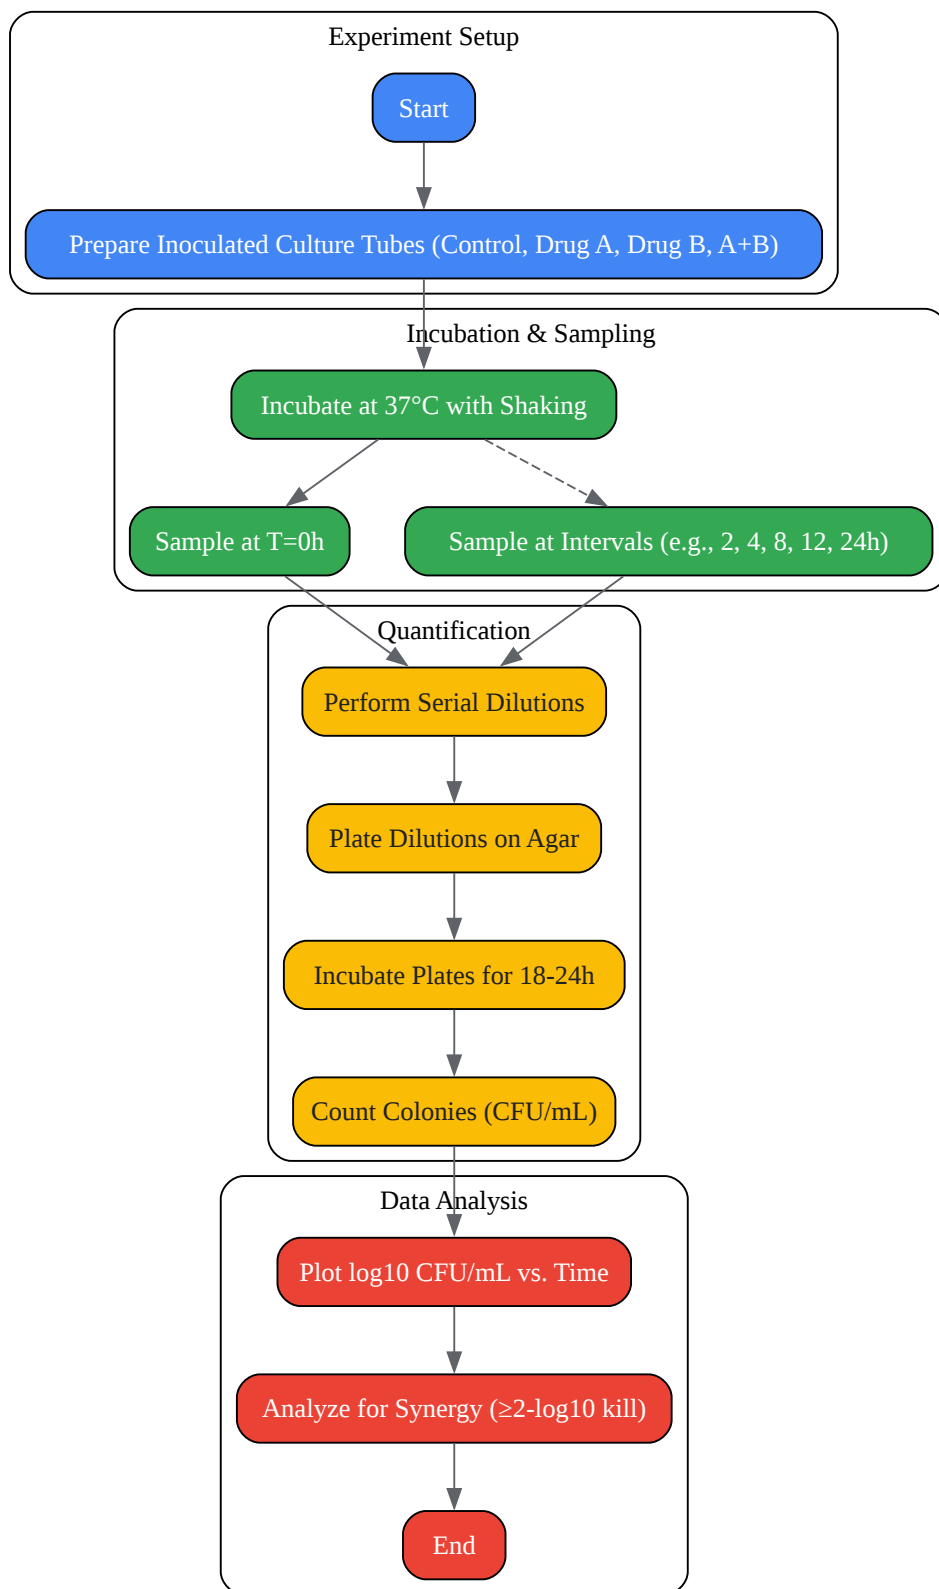 Experiment Setup
Start
Prepare Inoculated Culture Tubes (Control, Drug A, Drug B, A+B)
Incubation & Sampling
Incubate at 37°C with Shaking
Sample at T=0h
Sample at Intervals (e.g., 2, 4, 8, 12, 24h)
Quantification
Perform Serial Dilutions
Plate Dilutions on Agar
Incubate Plates for 18-24h
Count Colonies (CFU/mL)
Data Analysis
Plot log10 CFU/mL vs. Time
Analyze for Synergy (≥2-log10 kill)
End